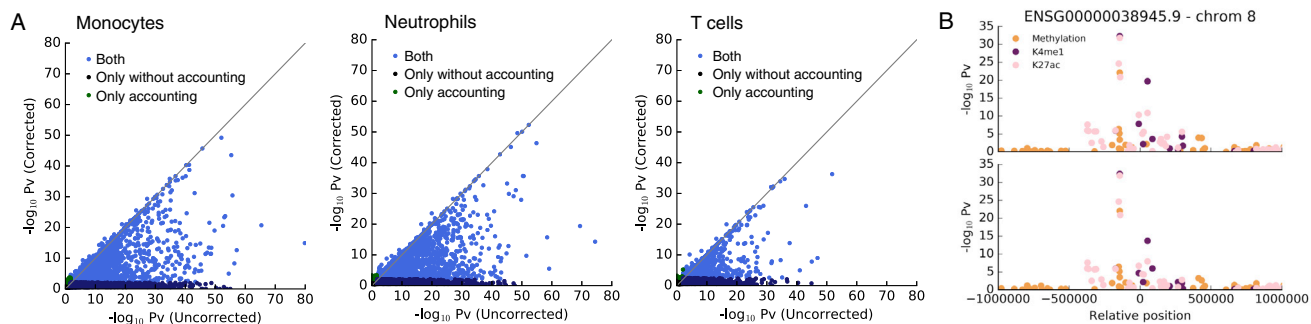 A
Monocytes
Both
Only without accounting
Only accounting
-log10 Pv (Corrected)
80
70
60
50
40
30
20
10
0
0 10 20 30 40 50 60 70 80
-log10 Pv (Uncorrected)
Neutrophils
Both
Only without accounting
Only accounting
-log10 Pv (Corrected)
80
70
60
50
40
30
20
10
0
0 10 20 30 40 50 60 70 80
-log10 Pv (Uncorrected)
T cells
Both
Only without accounting
Only accounting
-log10 Pv (Corrected)
80
70
60
50
40
30
20
10
0
0 10 20 30 40 50 60 70 80
-log10 Pv (Uncorrected)
B
ENSG00000038945.9 - chrom 8
Methylation
K4me1
K27ac
-log10 Pv
35
30
25
20
15
10
5
0
-log10 Pv
35
30
25
20
15
10
5
0
−1000000 −500000 0 500000 1000000
Relative position